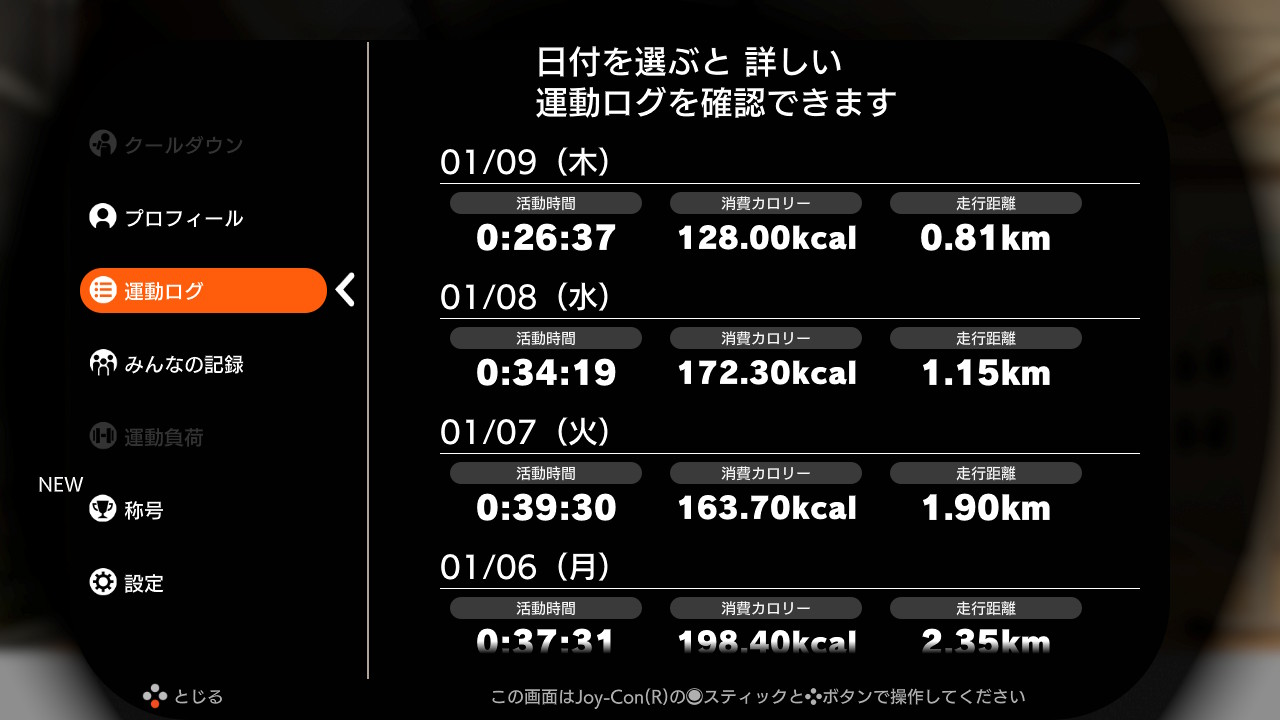 日付を選ぶと 詳しい
運動ログを確認できます
クールダウン
プロフィール
運動ログ
みんなの記録
運動負荷
NEW
称号
設定
01/09（木）
活動時間 消費カロリー 走行距離
0:26:37 128.00kcal 0.81km
01/08（水）
活動時間 消費カロリー 走行距離
0:34:19 172.30kcal 1.15km
01/07（火）
活動時間 消費カロリー 走行距離
0:39:30 163.70kcal 1.90km
01/06（月）
活動時間 消費カロリー 走行距離
0:37:31 198.40kcal 2.35km
とじる
この画面はJoy-Con(R)のスティックとボタンで操作してください